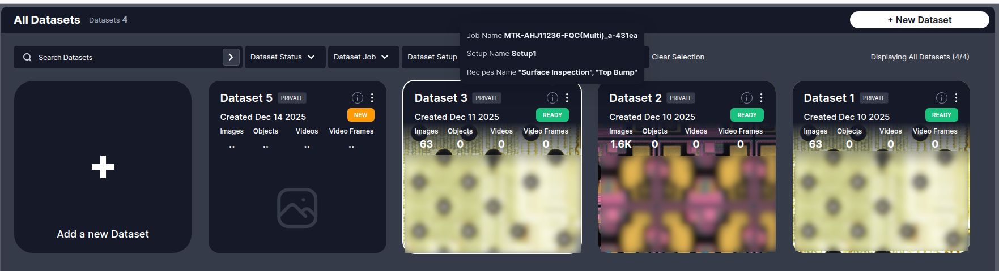 All Datasets Datasets 4
+ New Dataset
Job Name MTK-AHJ11236-FQC(Multi)_a-431ea
Setup Name Setup1
Recipes Name "Surface Inspection", "Top Bump"
Search Datasets
Dataset Status
Dataset Job
Dataset Setup
Clear Selection
Displaying All Datasets (4/4)
Add a new Dataset
Dataset 5 PRIVATE
Created Dec 14 2025 NEW
Images Objects Videos Video Frames
.. .. .. ..
Dataset 3 PRIVATE
Created Dec 11 2025 READY
Images Objects Videos Video Frames
63 0 0 0
Dataset 2 PRIVATE
Created Dec 10 2025 READY
Images Objects Videos Video Frames
1.6K 0 0 0
Dataset 1 PRIVATE
Created Dec 10 2025 READY
Images Objects Videos Video Frames
63 0 0 0